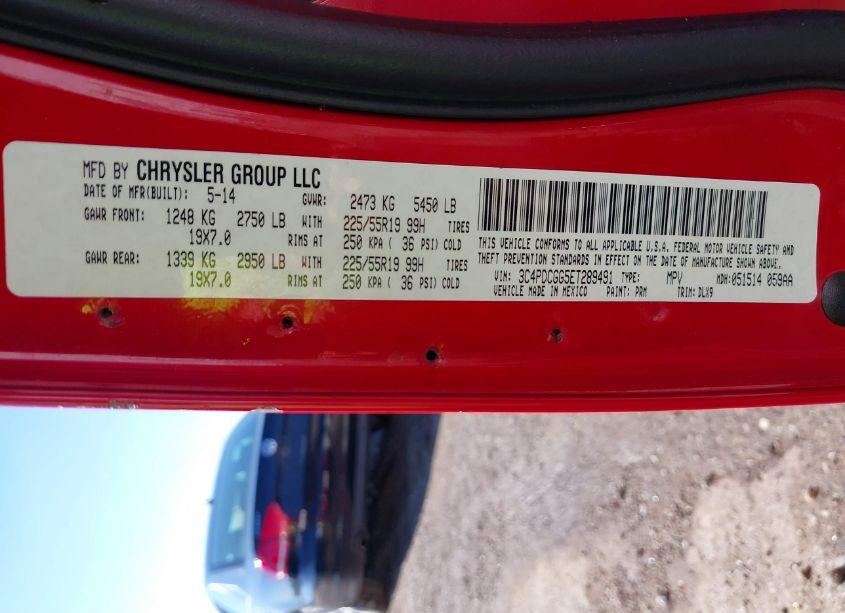 MFD BY CHRYSLER GROUP LLC
DATE OF MFR(BUILT): 5-14 GVWR: 2473 KG 5450 LB
GAWR FRONT: 1248 KG 2750 LB WITH 225/55R19 99H TIRES
19X7.0 RIMS AT 250 KPA ( 36 PSI) COLD
GAWR REAR: 1339 KG 2950 LB WITH 225/55R19 99H TIRES
19X7.0 RIMS AT 250 KPA ( 36 PSI) COLD
THIS VEHICLE CONFORMS TO ALL APPLICABLE U.S.A. FEDERAL MOTOR VEHICLE SAFETY AND
THEFT PREVENTION STANDARDS IN EFFECT ON THE DATE OF MANUFACTURE SHOWN ABOVE.
VIN: 3C4PDCGG5ET289491 TYPE: MPV MDH: 051514 059AA
VEHICLE MADE IN MEXICO PAINT: PRM TRIM: DLX9